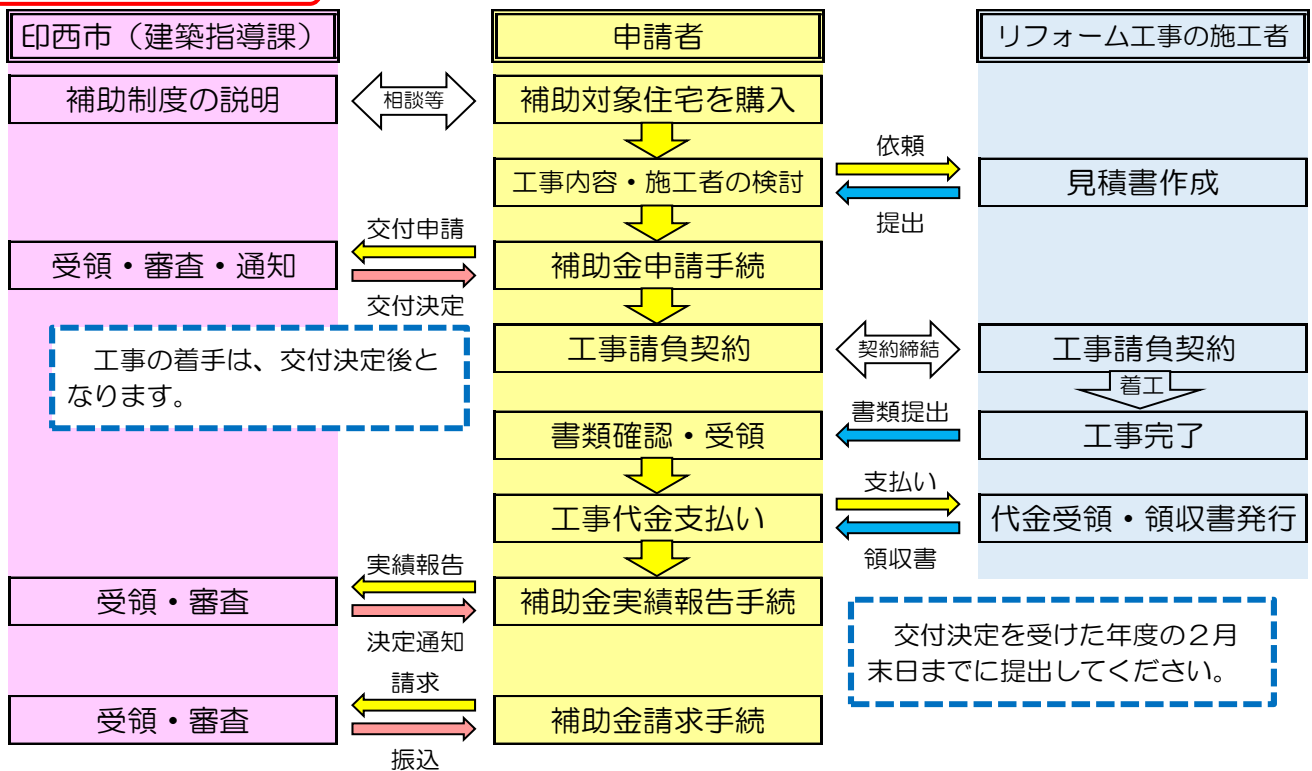 印西市（建築指導課）
申請者
リフォーム工事の施工者
補助制度の説明
相談等
補助対象住宅を購入
依頼
工事内容・施工者の検討
見積書作成
提出
交付申請
受領・審査・通知
補助金申請手続
交付決定
工事の着手は、交付決定後と
なります。
工事請負契約
契約締結
工事請負契約
着工
書類提出
書類確認・受領
工事完了
支払い
工事代金支払い
代金受領・領収書発行
領収書
実績報告
受領・審査
補助金実績報告手続
決定通知
交付決定を受けた年度の２月
末日までに提出してください。
請求
受領・審査
補助金請求手続
振込